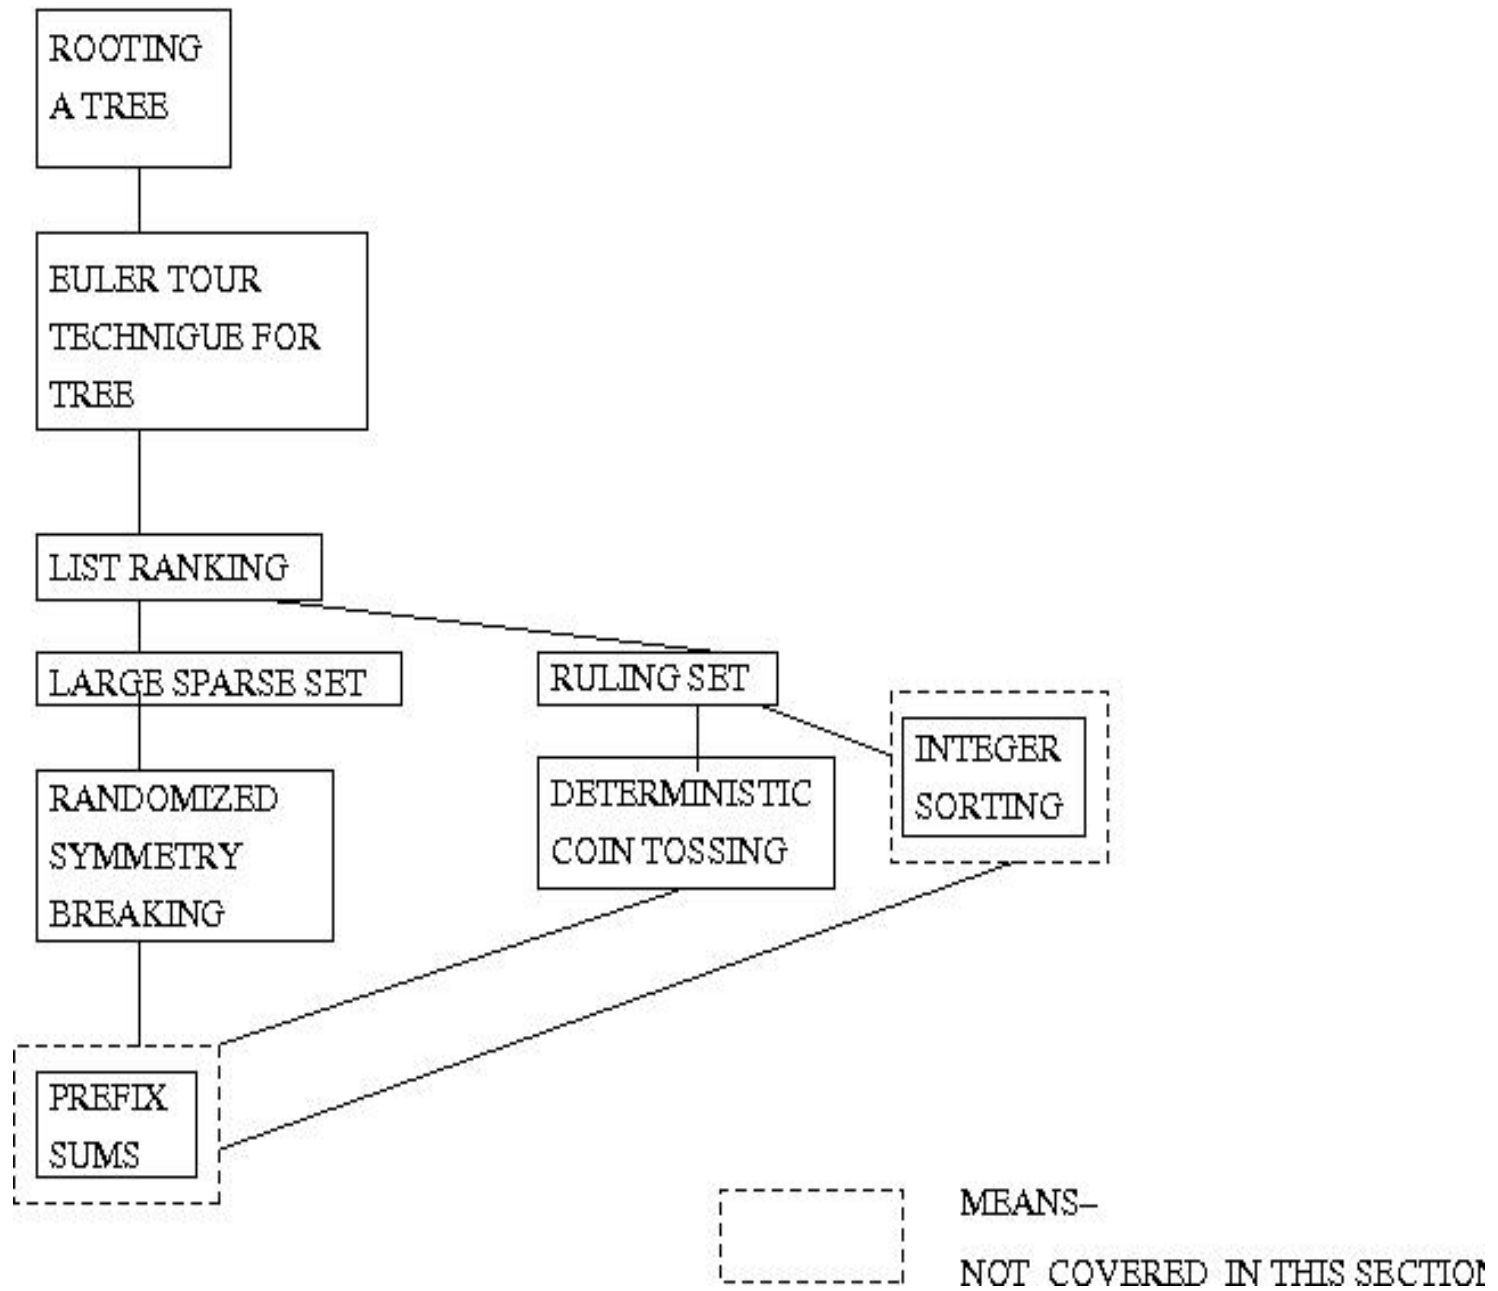 ROOTING
A TREE
EULER TOUR
TECHNIGUE FOR
TREE
LIST RANKING
LARGE SPARSE SET
RULING SET
INTEGER
SORTING
RANDOMIZED
SYMMETRY
BREAKING
DETERMINISTIC
COIN TOSSING
PREFIX
SUMS
MEANS–
NOT COVERED IN THIS SECTION